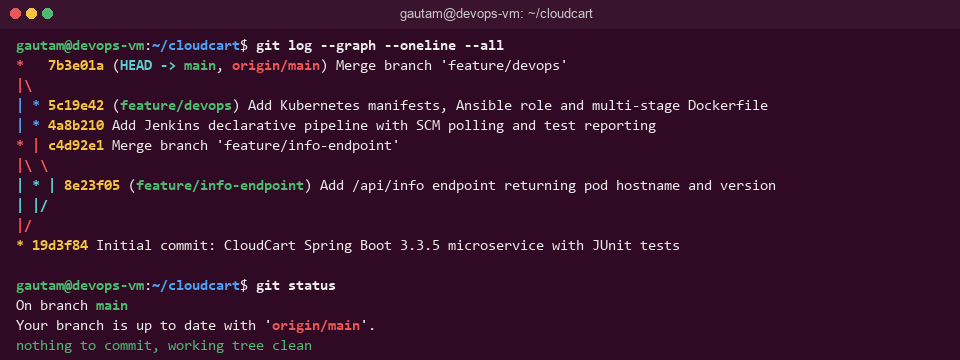 gautam@devops-vm: ~/cloudcart
gautam@devops-vm:~/cloudcart$ git log --graph --oneline --all
*   7b3e01a (HEAD -> main, origin/main) Merge branch 'feature/devops'
|\
| * 5c19e42 (feature/devops) Add Kubernetes manifests, Ansible role and multi-stage Dockerfile
| * 4a8b210 Add Jenkins declarative pipeline with SCM polling and test reporting
* | c4d92e1 Merge branch 'feature/info-endpoint'
|\ \
| * | 8e23f05 (feature/info-endpoint) Add /api/info endpoint returning pod hostname and version
| |/
|/
* 19d3f84 Initial commit: CloudCart Spring Boot 3.3.5 microservice with JUnit tests
gautam@devops-vm:~/cloudcart$ git status
On branch main
Your branch is up to date with 'origin/main'.
nothing to commit, working tree clean